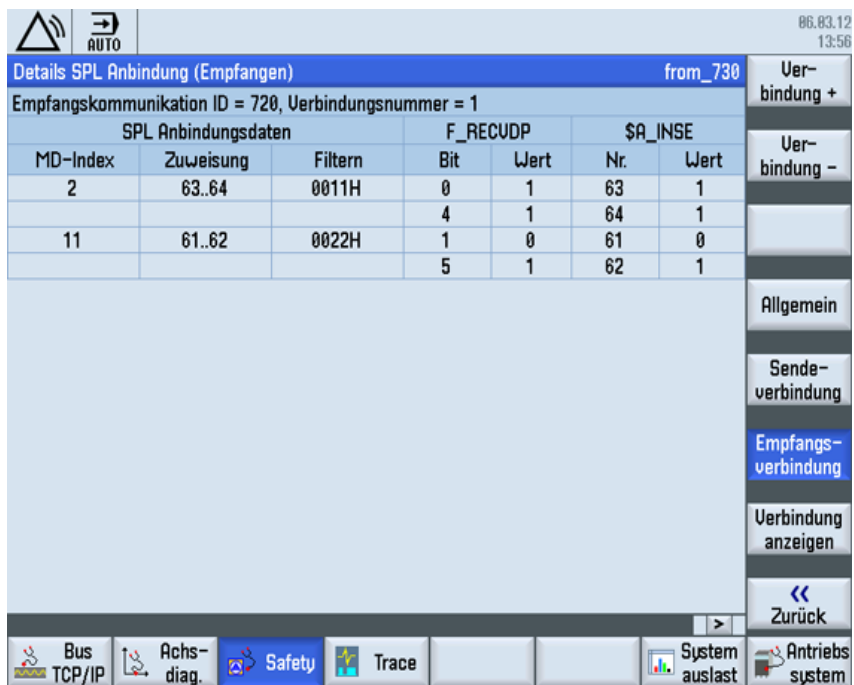 AUTO
06.03.12
13:56
Details SPL Anbindung (Empfangen) from_730
Empfangskommunikation ID = 720, Verbindungsnummer = 1
SPL Anbindungsdaten F_RECVDP $A_INSE
MD-Index Zuweisung Filtern Bit Wert Nr. Wert
2 63..64 0011H 0 1 63 1
4 1 64 1
11 61..62 0022H 1 0 61 0
5 1 62 1
Ver-
bindung +
Ver-
bindung -
Allgemein
Sende-
verbindung
Empfangs-
verbindung
Verbindung
anzeigen
<<
Zurück
>
Bus
TCP/IP
Achs-
diag.
Safety
Trace
System
auslast
Antriebs
system